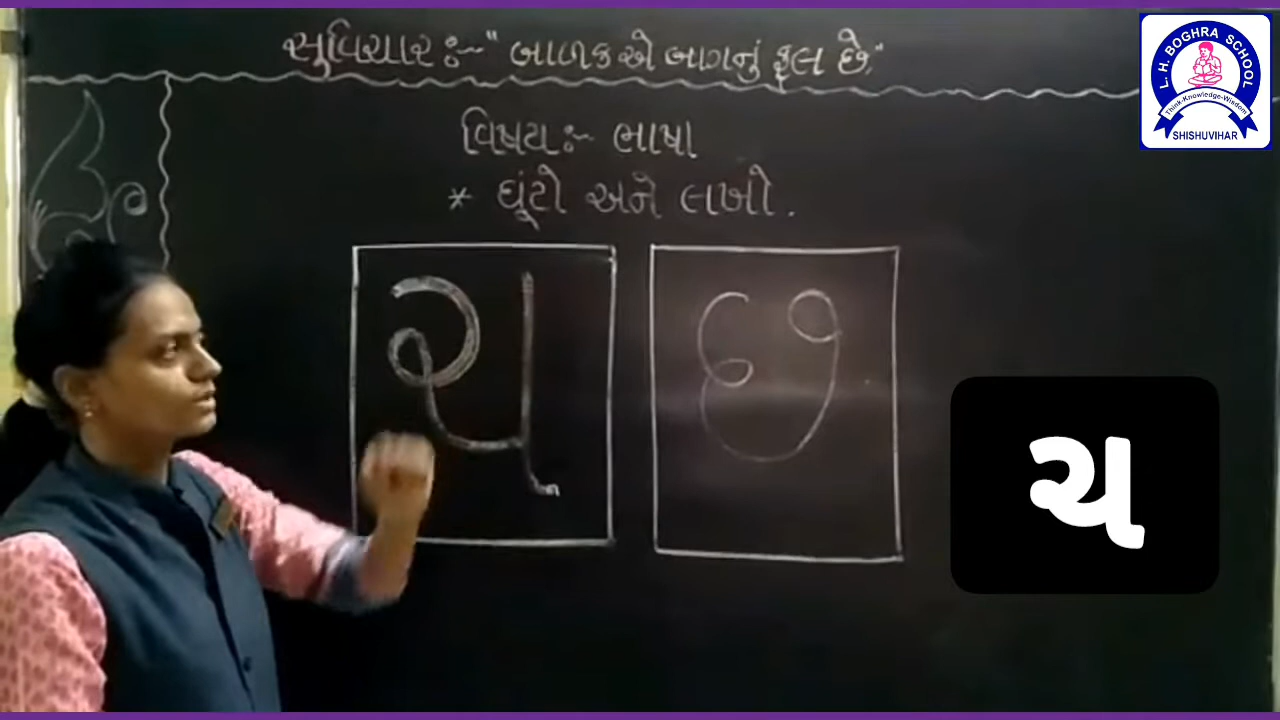 સુવિચાર :- " બાળક એ બાગનું ફૂલ છે."
વિષય :- ભાષા
* ઘૂંટો અને લખો.
ચ
છ
ચ
L. H. BOGHRA SCHOOL
Think-Knowledge-Wisdom
SHISHUVIHAR